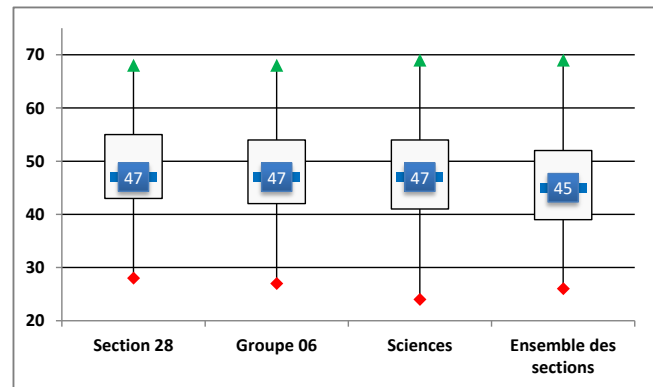 70
60
50
40
30
20
47
47
47
45
Section 28
Groupe 06
Sciences
Ensemble des
sections